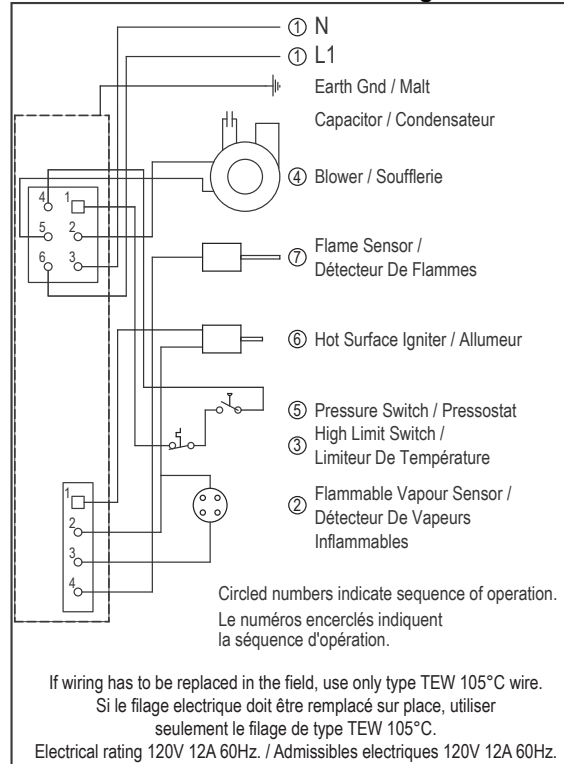 ① N
① L1
Earth Gnd / Malt
Capacitor / Condensateur
④ Blower / Soufflerie
4 1
5 2
6 3
⑦ Flame Sensor /
Détecteur De Flammes
⑥ Hot Surface Igniter / Allumeur
⑤ Pressure Switch / Pressostat
③ High Limit Switch /
Limiteur De Température
② Flammable Vapour Sensor /
Détecteur De Vapeurs
Inflammables
1
2
3
4
Circled numbers indicate sequence of operation.
Le numéros encerclés indiquent
la séquence d'opération.
If wiring has to be replaced in the field, use only type TEW 105°C wire.
Si le filage electrique doit être remplacé sur place, utiliser
seulement le filage de type TEW 105°C.
Electrical rating 120V 12A 60Hz. / Admissibles electriques 120V 12A 60Hz.